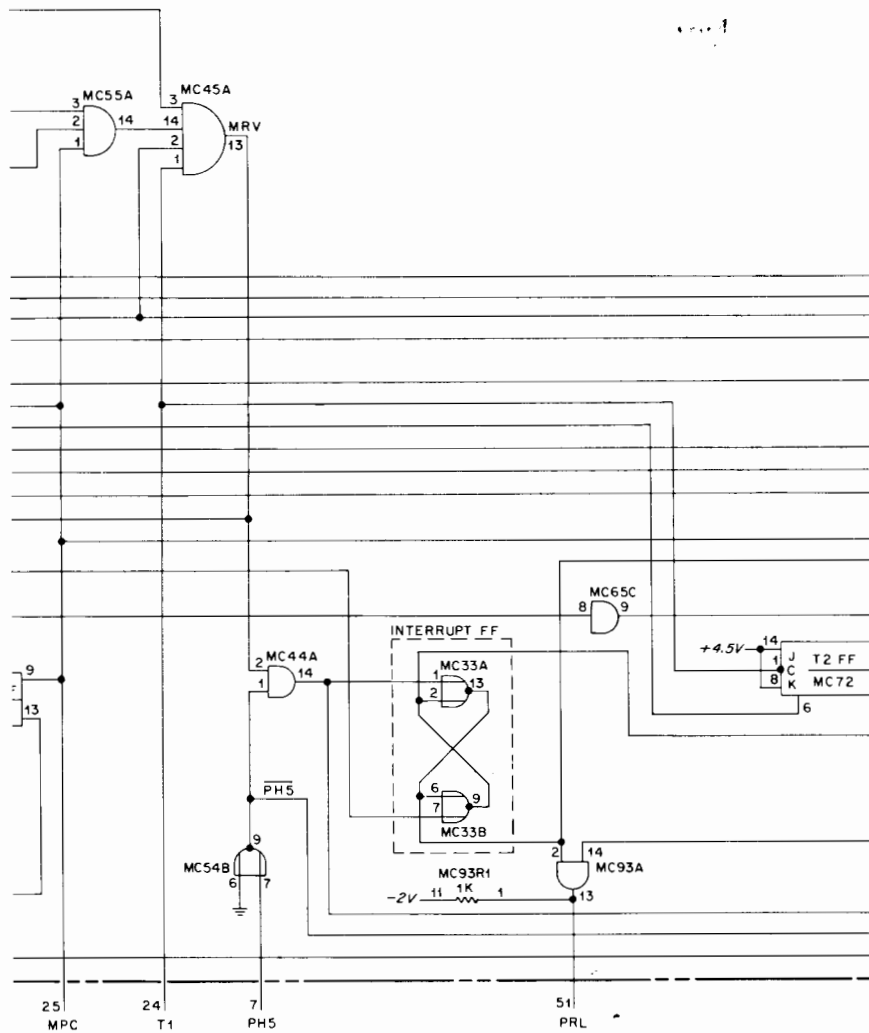 MC55A
3
2
1
14
MC45A
3
14
2
1
MRV
13
MC65C
8
9
INTERRUPT FF
MC44A
2
1
14
MC33A
1
2
13
6
7
9
MC33B
+4.5V
14
1
8
J
C
K
T2 FF
MC72
6
9
F
13
PH5
9
MC54B
6
7
2
14
MC93A
13
MC93R1
1K
-2V
11
1
25
MPC
24
T1
7
PH5
51
PRL